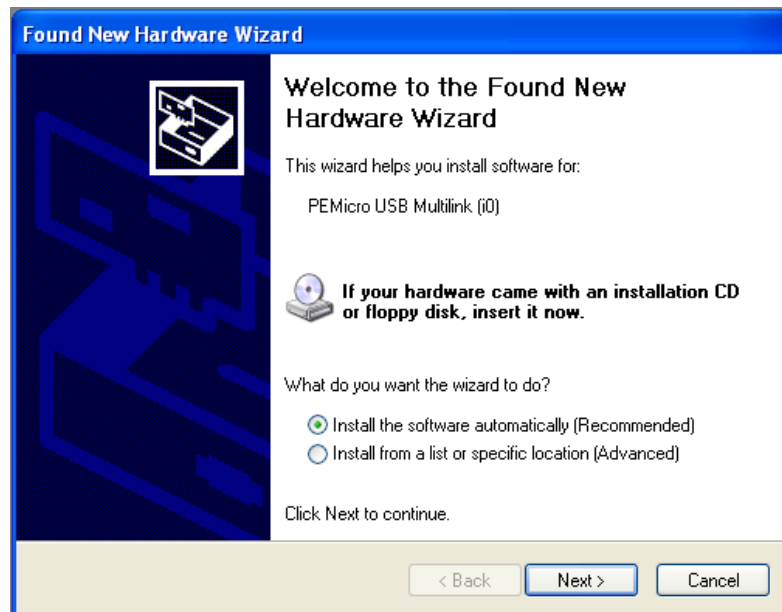 Found New Hardware Wizard
Welcome to the Found New
Hardware Wizard
This wizard helps you install software for:
PEMicro USB Multilink (i0)
If your hardware came with an installation CD
or floppy disk, insert it now.
What do you want the wizard to do?
Install the software automatically (Recommended)
Install from a list or specific location (Advanced)
Click Next to continue.
< Back
Next >
Cancel